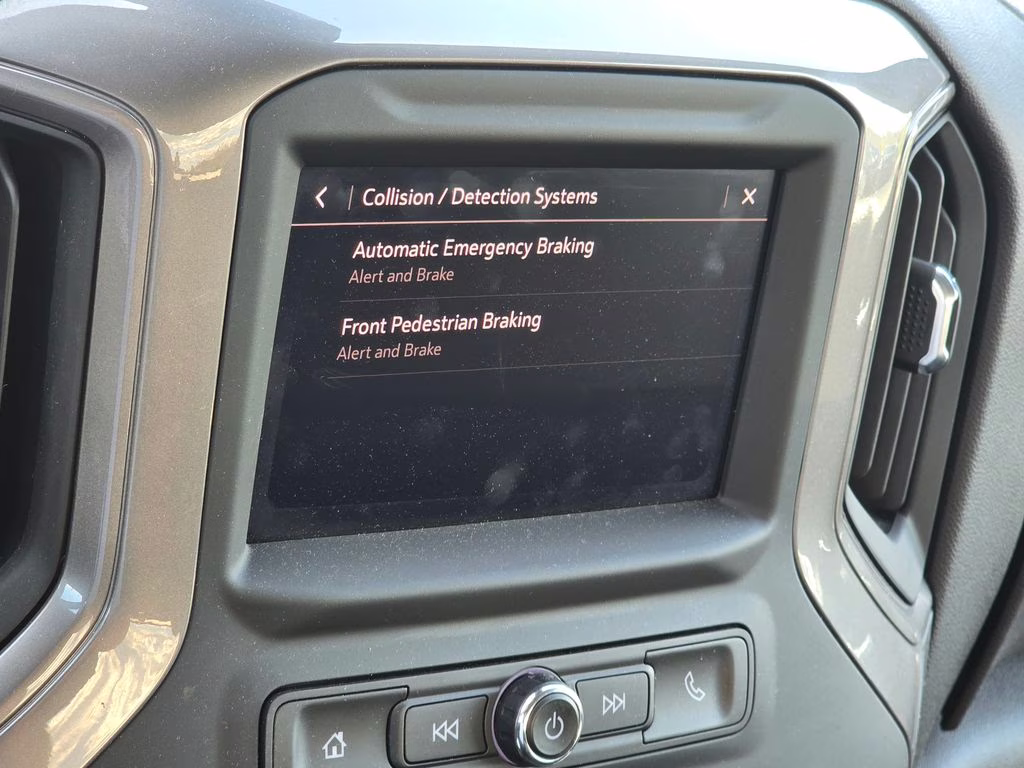 Collision / Detection Systems
Automatic Emergency Braking
Alert and Brake
Front Pedestrian Braking
Alert and Brake